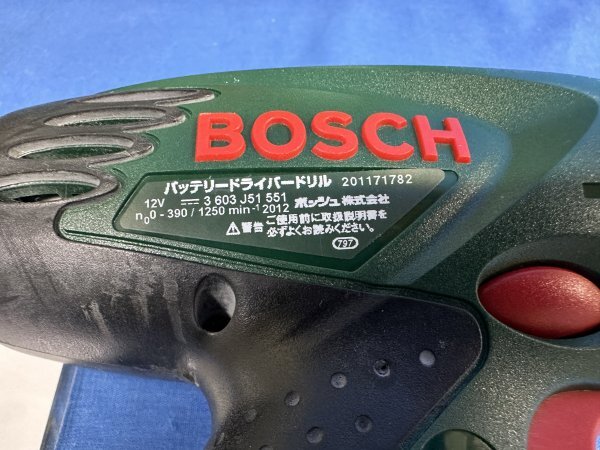 BOSCH
バッテリードライバードリル 201171782
12V ⎓ 3 603 J51 551
n₀0 - 390 / 1250 min⁻¹ 2012 ボッシュ株式会社
⚠警告 ご使用前に取扱説明書を
必ずよくお読みください。 797